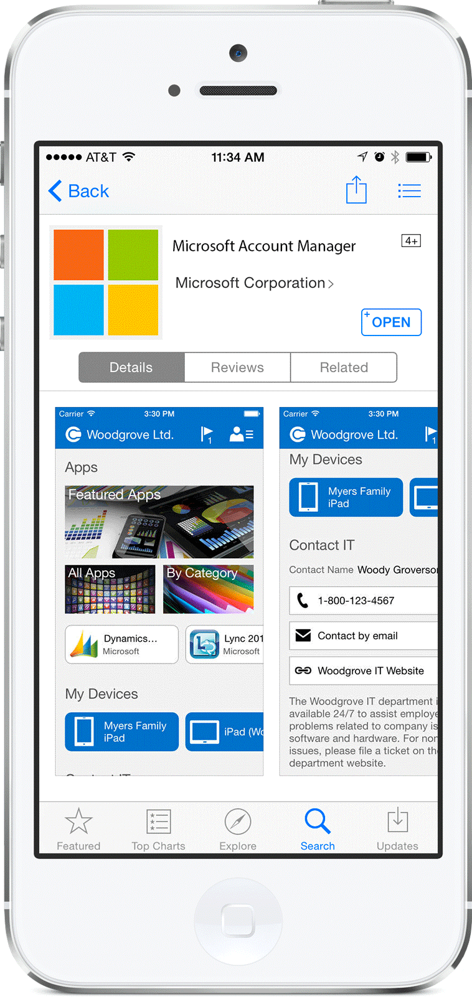 AT&T 11:34 AM
Back
Microsoft Account Manager
4+
Microsoft Corporation
+ OPEN
Details Reviews Related
Carrier 3:30 PM
Woodgrove Ltd. 1
Apps
Featured Apps
All Apps By Category
Dynamics...
Microsoft
Lync 201
Microsoft
My Devices
Myers Family
iPad
iPad (Wo
Contact IT
Carrier 3:30 PM
Woodgrove Ltd. 1
My Devices
Myers Family
iPad
Contact IT
Contact Name Woody Groverson
1-800-123-4567
Contact by email
Woodgrove IT Website
The Woodgrove IT department i
available 24/7 to assist employe
problems related to company is
software and hardware. For non
issues, please file a ticket on th
department website.
Featured Top Charts Explore Search Updates